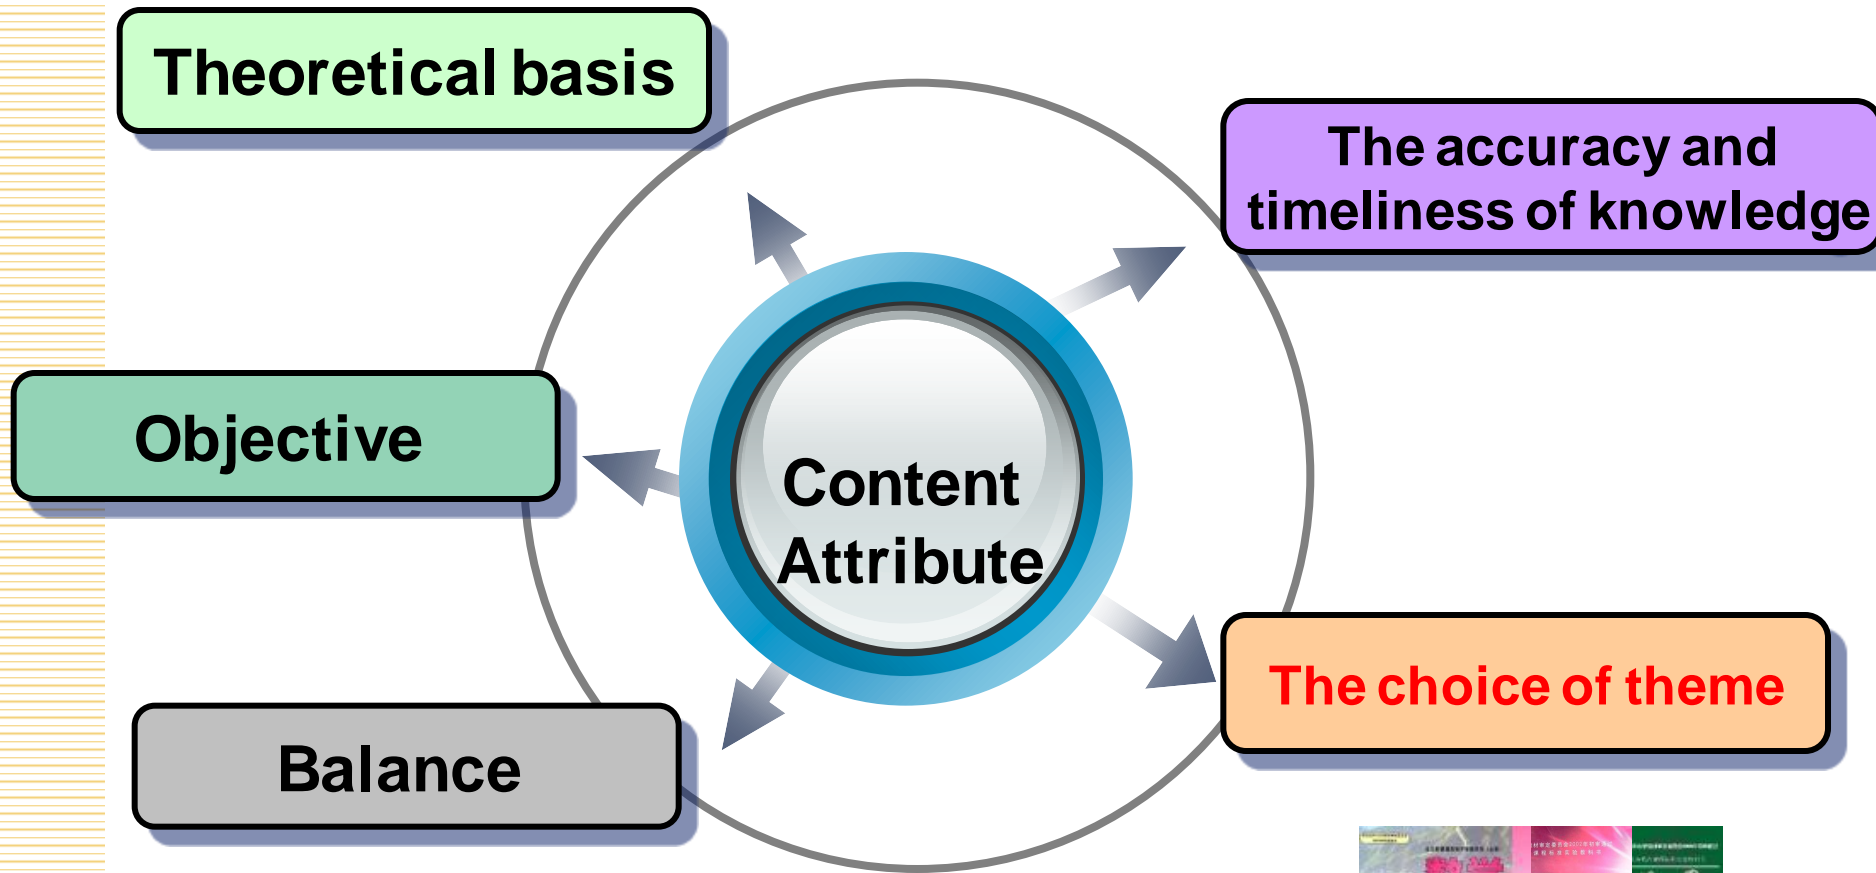 Theoretical basis
The accuracy and
timeliness of knowledge
Objective
Content
Attribute
The choice of theme
Balance